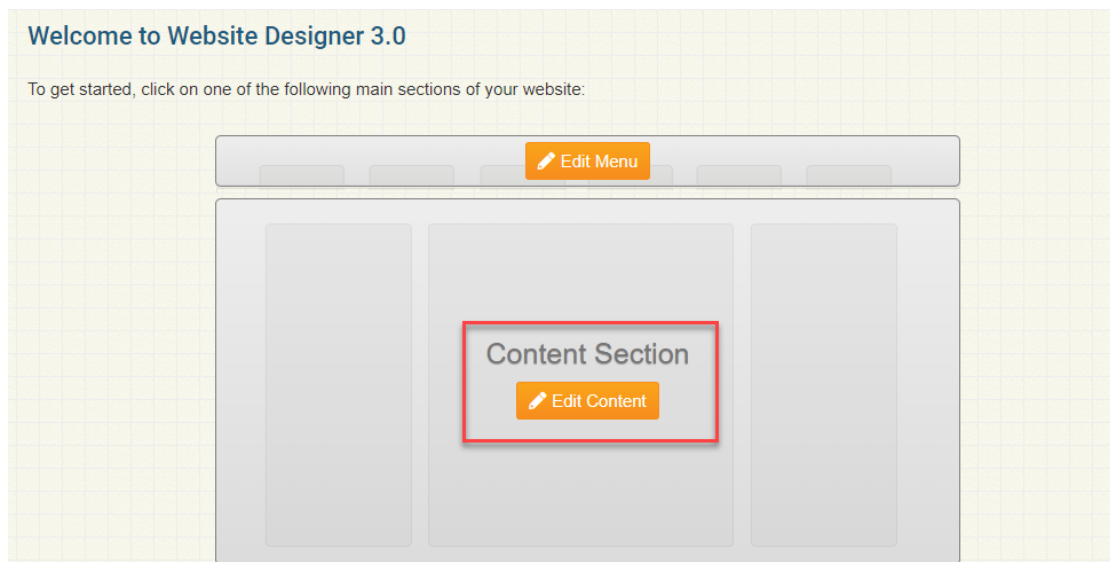 Welcome to Website Designer 3.0
To get started, click on one of the following main sections of your website:
Edit Menu
Content Section
Edit Content